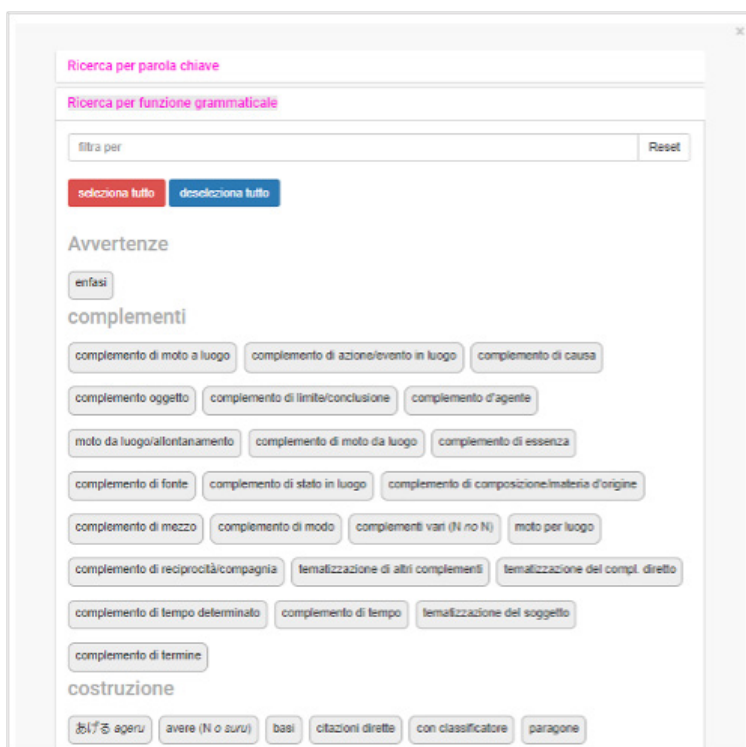 ×
Ricerca per parola chiave
Ricerca per funzione grammaticale
filtra per Reset
seleziona tutto deseleziona tutto
Avvertenze
enfasi
complementi
complemento di moto a luogo complemento di azione/evento in luogo complemento di causa
complemento oggetto complemento di limite/conclusione complemento d'agente
moto da luogo/allontanamento complemento di moto da luogo complemento di essenza
complemento di fonte complemento di stato in luogo complemento di composizione/materia d'origine
complemento di mezzo complemento di modo complementi vari (N no N) moto per luogo
complemento di reciprocità/compagnia tematizzazione di altri complementi tematizzazione del compl. diretto
complemento di tempo determinato complemento di tempo tematizzazione del soggetto
complemento di termine
costruzione
あげる ageru avere (N o suru) basi citazioni dirette con classificatore paragone